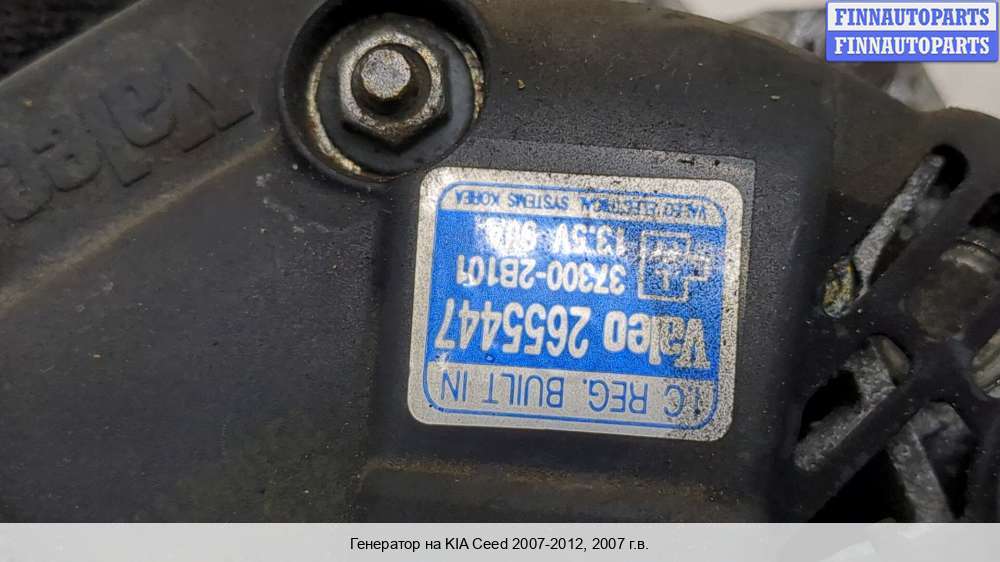 FINNAUTOPARTS
FINNAUTOPARTS
Valeo
I.C REG. BUILT IN
Valeo 2655447
37300-2B101
13.5V 90A
VALEO ELECTRICAL SYSTEMS KOREA
Генератор на KIA Ceed 2007-2012, 2007 г.в.